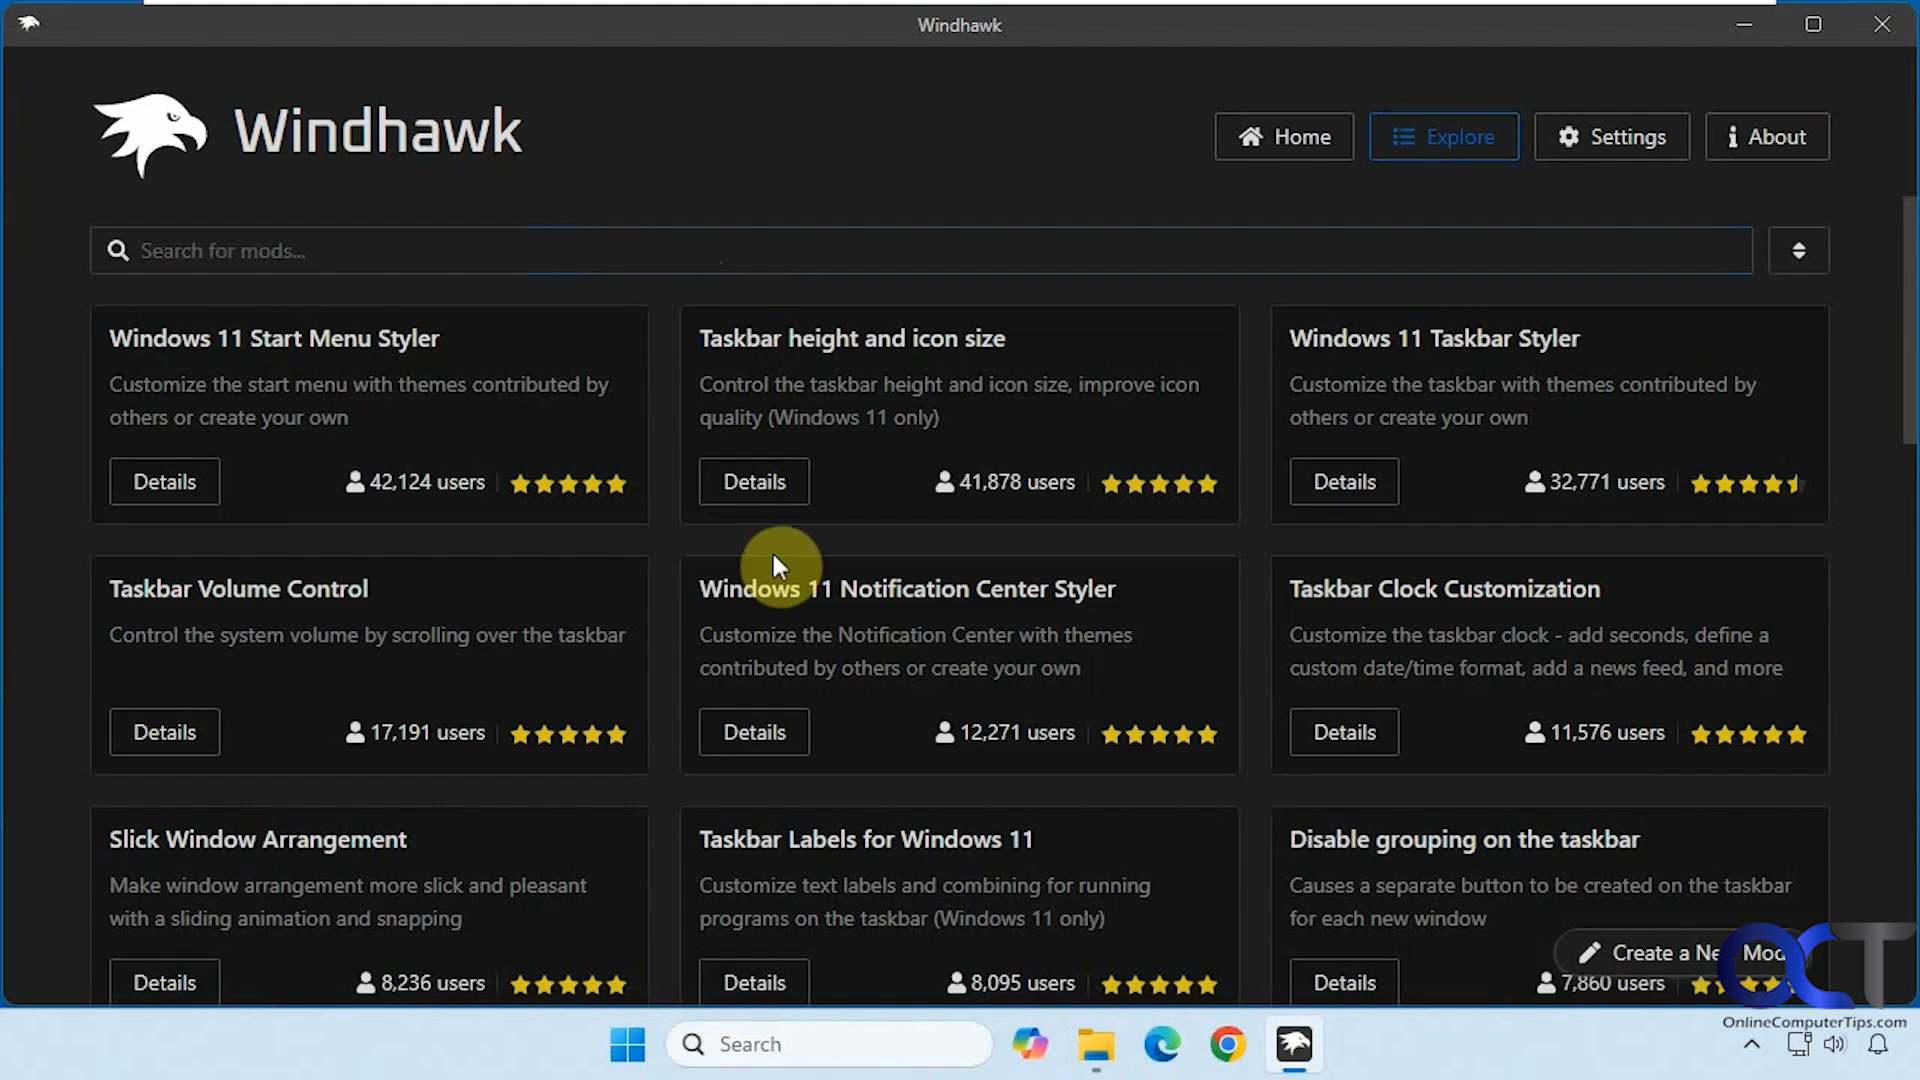 Windhawk
Windhawk
Home
Explore
Settings
About
Search for mods...
Windows 11 Start Menu Styler
Customize the start menu with themes contributed by
others or create your own
Details
42,124 users
Taskbar height and icon size
Control the taskbar height and icon size, improve icon
quality (Windows 11 only)
Details
41,878 users
Windows 11 Taskbar Styler
Customize the taskbar with themes contributed by
others or create your own
Details
32,771 users
Taskbar Volume Control
Control the system volume by scrolling over the taskbar
Details
17,191 users
Windows 11 Notification Center Styler
Customize the Notification Center with themes
contributed by others or create your own
Details
12,271 users
Taskbar Clock Customization
Customize the taskbar clock - add seconds, define a
custom date/time format, add a news feed, and more
Details
11,576 users
Slick Window Arrangement
Make window arrangement more slick and pleasant
with a sliding animation and snapping
Details
8,236 users
Taskbar Labels for Windows 11
Customize text labels and combining for running
programs on the taskbar (Windows 11 only)
Details
8,095 users
Disable grouping on the taskbar
Causes a separate button to be created on the taskbar
for each new window
Details
7,860 users
Create a New Mod
OCT
OnlineComputerTips.com
Search